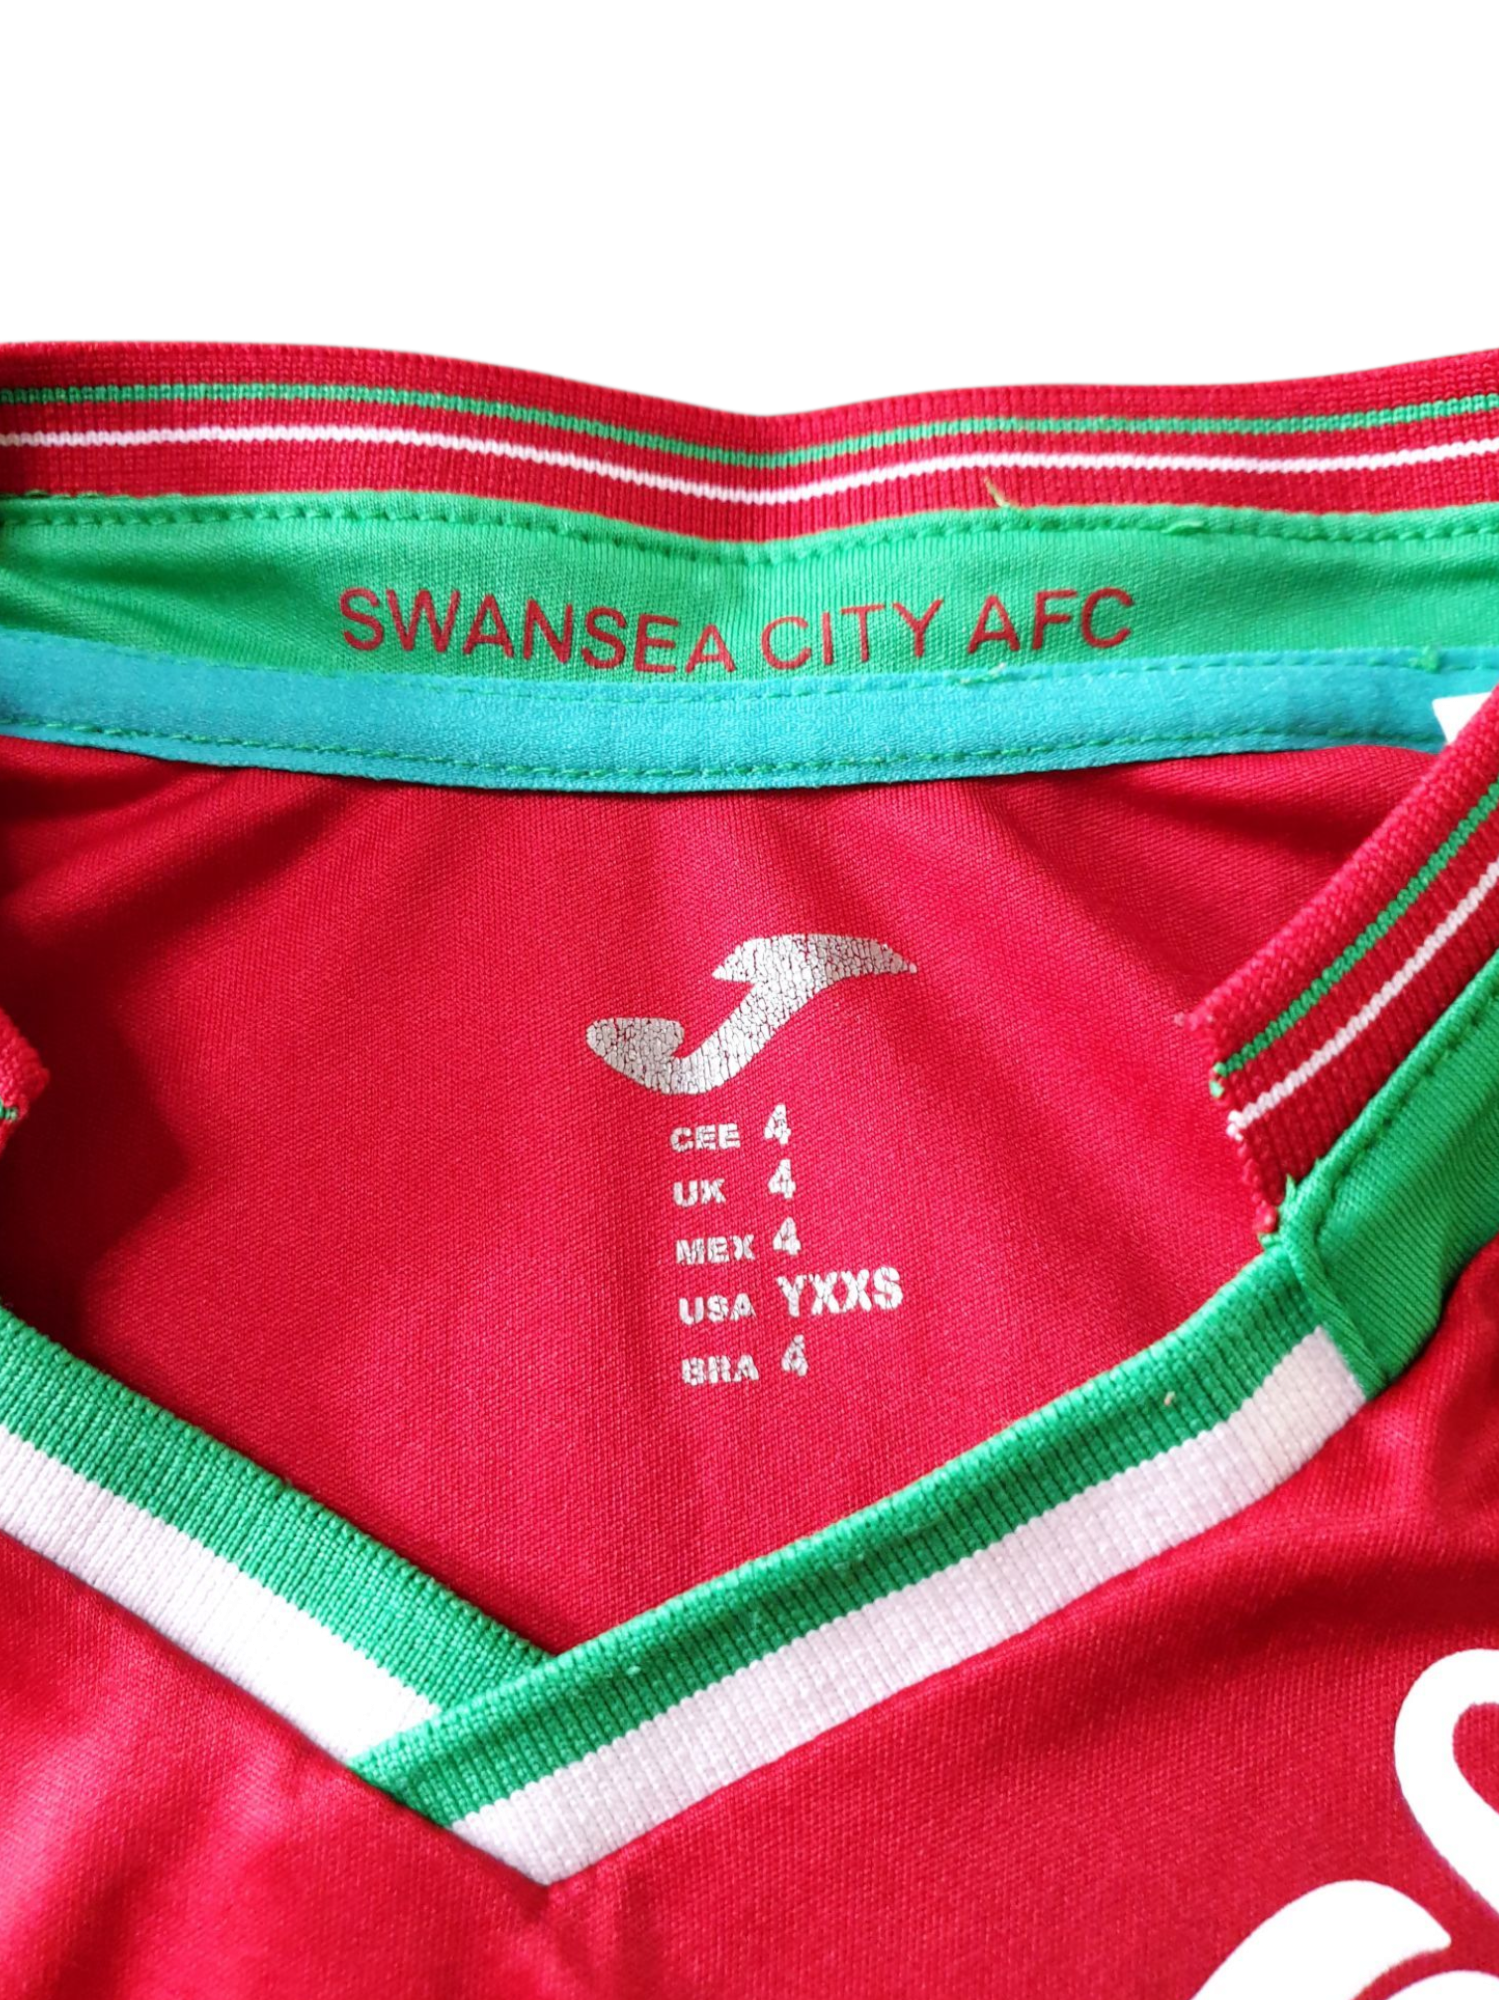 SWANSEA CITY AFC
CEE 4
UK 4
MEX 4
USA YXXS
BRA 4